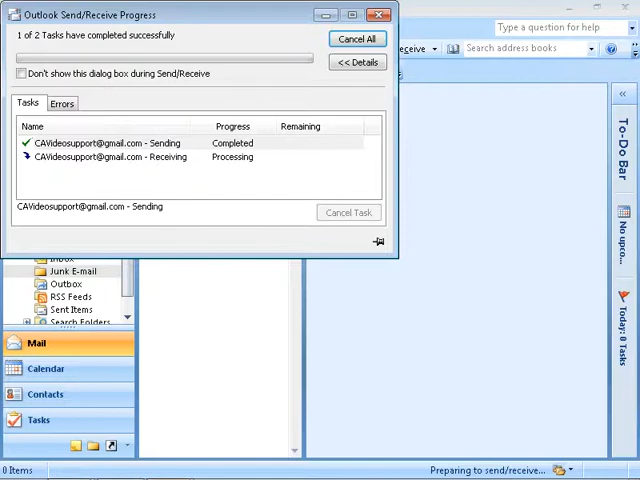 Outlook Send/Receive Progress
1 of 2 Tasks have completed successfully
Cancel All
Don't show this dialog box during Send/Receive
<< Details
Tasks
Errors
Name Progress Remaining
CAVideosupport@gmail.com - Sending Completed
CAVideosupport@gmail.com - Receiving Processing
CAVideosupport@gmail.com - Sending
Cancel Task
Type a question for help
Search address books
To-Do Bar
No upco...
Today: 0 Tasks
Inbox
Junk E-mail
Outbox
RSS Feeds
Sent Items
Search Folders
Mail
Calendar
Contacts
Tasks
0 Items
Preparing to send/receive...